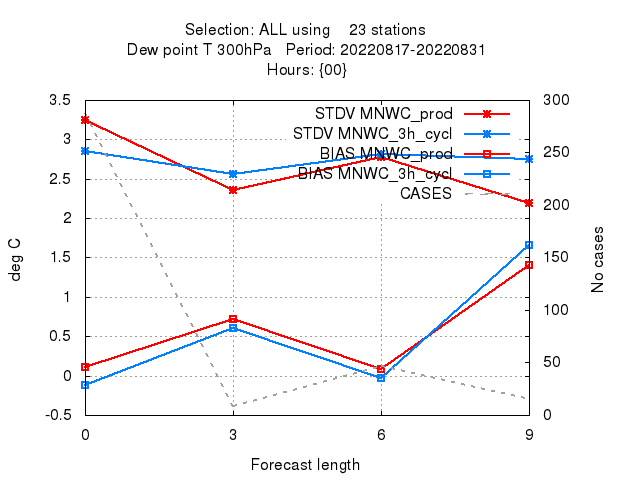 Selection: ALL using    23 stations
Dew point T 300hPa   Period: 20220817-20220831
Hours: {00}
3.5
3
2.5
2
1.5
1
0.5
0
-0.5
deg C
300
250
200
150
100
50
0
No cases
STDV MNWC_prod
STDV MNWC_3h_cycl
BIAS MNWC_prod
BIAS MNWC_3h_cycl
CASES
0
3
6
9
Forecast length